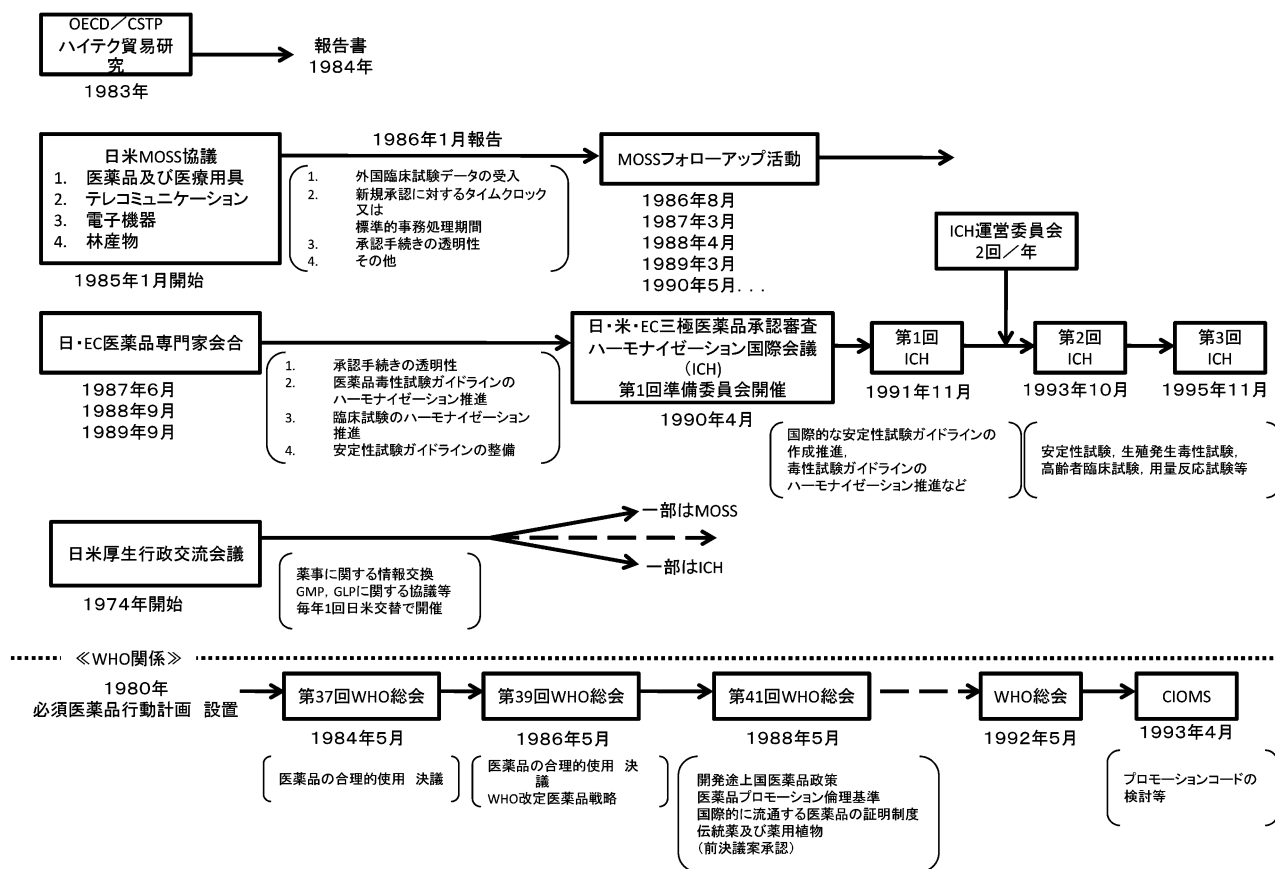 OECD／CSTP
ハイテク貿易研
究
1983年
報告書
1984年
日米MOSS協議
1. 医薬品及び医療用具
2. テレコミュニケーション
3. 電子機器
4. 林産物
1985年1月開始
1986年1月報告
1. 外国臨床試験データの受入
2. 新規承認に対するタイムクロック
又は
標準的事務処理期間
3. 承認手続きの透明性
4. その他
MOSSフォローアップ活動
1986年8月
1987年3月
1988年4月
1989年3月
1990年5月. . .
ICH運営委員会
2回／年
日・EC医薬品専門家会合
1987年6月
1988年9月
1989年9月
1. 承認手続きの透明性
2. 医薬品毒性試験ガイドラインの
ハーモナイゼーション推進
3. 臨床試験のハーモナイゼーション
推進
4. 安定性試験ガイドラインの整備
日・米・EC三極医薬品承認審査
ハーモナイゼーション国際会議
（ICH)
第1回準備委員会開催
1990年4月
第1回
ICH
1991年11月
第2回
ICH
1993年10月
第3回
ICH
1995年11月
国際的な安定性試験ガイドラインの
作成推進,
毒性試験ガイドラインの
ハーモナイゼーション推進など
安定性試験, 生殖発生毒性試験,
高齢者臨床試験, 用量反応試験等
日米厚生行政交流会議
1974年開始
薬事に関する情報交換
GMP, GLPに関する協議等
毎年1回日米交替で開催
一部はMOSS
一部はICH
≪WHO関係≫
1980年
必須医薬品行動計画 設置
第37回WHO総会
1984年5月
医薬品の合理的使用 決議
第39回WHO総会
1986年5月
医薬品の合理的使用 決
議
WHO改定医薬品戦略
第41回WHO総会
1988年5月
開発途上国医薬品政策
医薬品プロモーション倫理基準
国際的に流通する医薬品の証明制度
伝統薬及び薬用植物
（前決議案承認）
WHO総会
1992年5月
CIOMS
1993年4月
プロモーションコードの
検討等